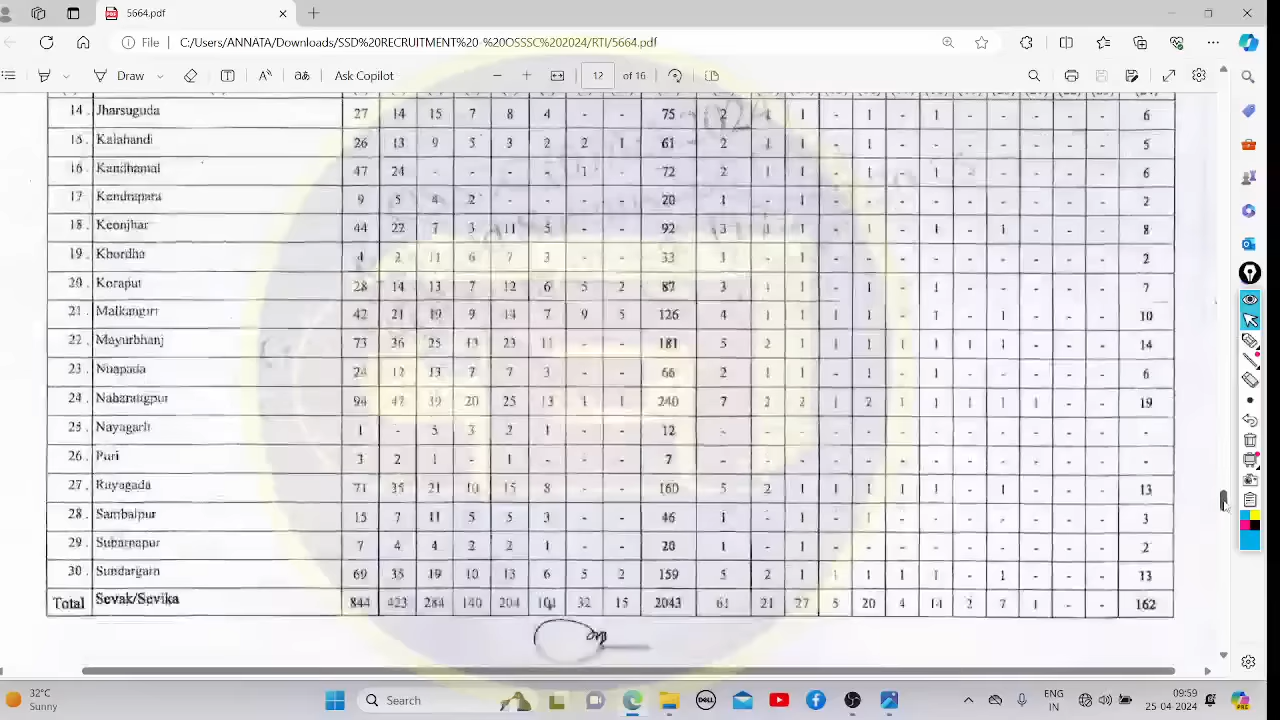 5664.pdf
File C:/Users/ANNATA/Downloads/SSD%20RECRUITMENT%20-%20OSSSC%202024/RTI/5664.pdf
Draw Ask Copilot 12 of 16
14. Jharsuguda 27 14 15 7 8 4 - - 75 2 1 1 - 1 - 1 - - - - 6
15. Kalahandi 26 13 9 5 3 2 2 1 61 2 1 1 - 1 - - - - - - 5
16. Kandhamal 47 24 - - - - 1 - 72 2 1 1 - 1 - 1 - - - - 6
17. Kendrapara 9 5 4 2 - - - - 20 1 - 1 - - - - - - - - 2
18. Keonjhar 44 22 7 3 11 5 - - 92 3 1 1 - 1 - 1 - 1 - - 8
19. Khordha 2 11 6 7 3 - - 33 1 - 1 - - - - - - - - 2
20. Koraput 28 14 13 7 12 6 5 2 87 3 1 1 - 1 - 1 - - - - 7
21. Malkangiri 42 21 19 9 14 7 9 5 126 4 1 1 1 1 - 1 - 1 - - 10
22. Mayurbhanj 73 36 25 13 23 11 - - 181 5 2 1 1 1 1 1 1 1 - - 14
23. Nuapada 24 12 13 7 7 3 - - 66 2 1 1 - 1 - 1 - - - - 6
24. Nabarangpur 94 47 39 20 25 13 1 1 240 7 2 2 1 2 1 1 1 1 1 - - 19
25. Nayagarh 1 - 3 2 1 - - 12 - - - - - - - - - - - -
26. Puri 3 2 1 - 1 - - - 7 - - - - - - - - - - - -
27. Rayagada 71 35 21 10 15 8 - - 160 5 2 1 1 1 1 1 - 1 - - 13
28. Sambalpur 15 7 11 5 5 3 - - 46 1 - 1 - 1 - - - - - - 3
29. Subarnapur 7 4 4 2 2 1 - - 20 1 - 1 - - - - - - - - 2
30. Sundargarh 69 35 19 10 13 6 5 2 159 5 2 1 1 1 1 1 - 1 - - 13
Total Sevak/Sevika 844 423 284 140 204 101 32 15 2043 61 21 27 5 20 4 14 2 7 1 - - 162
32°C
Sunny
Search
ENG
IN
09:59
25-04-2024